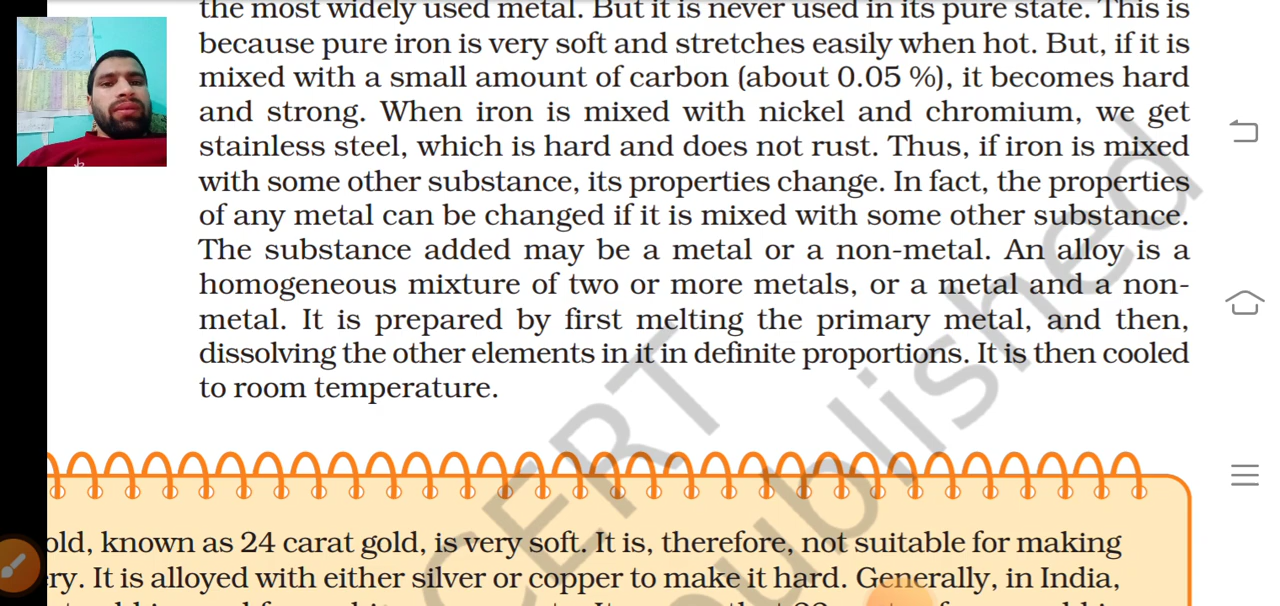 the most widely used metal. But it is never used in its pure state. This is
because pure iron is very soft and stretches easily when hot. But, if it is
mixed with a small amount of carbon (about 0.05 %), it becomes hard
and strong. When iron is mixed with nickel and chromium, we get
stainless steel, which is hard and does not rust. Thus, if iron is mixed
with some other substance, its properties change. In fact, the properties
of any metal can be changed if it is mixed with some other substance.
The substance added may be a metal or a non-metal. An alloy is a
homogeneous mixture of two or more metals, or a metal and a non-
metal. It is prepared by first melting the primary metal, and then,
dissolving the other elements in it in definite proportions. It is then cooled
to room temperature.
old, known as 24 carat gold, is very soft. It is, therefore, not suitable for making
ery. It is alloyed with either silver or copper to make it hard. Generally, in India,
CERT
ublished